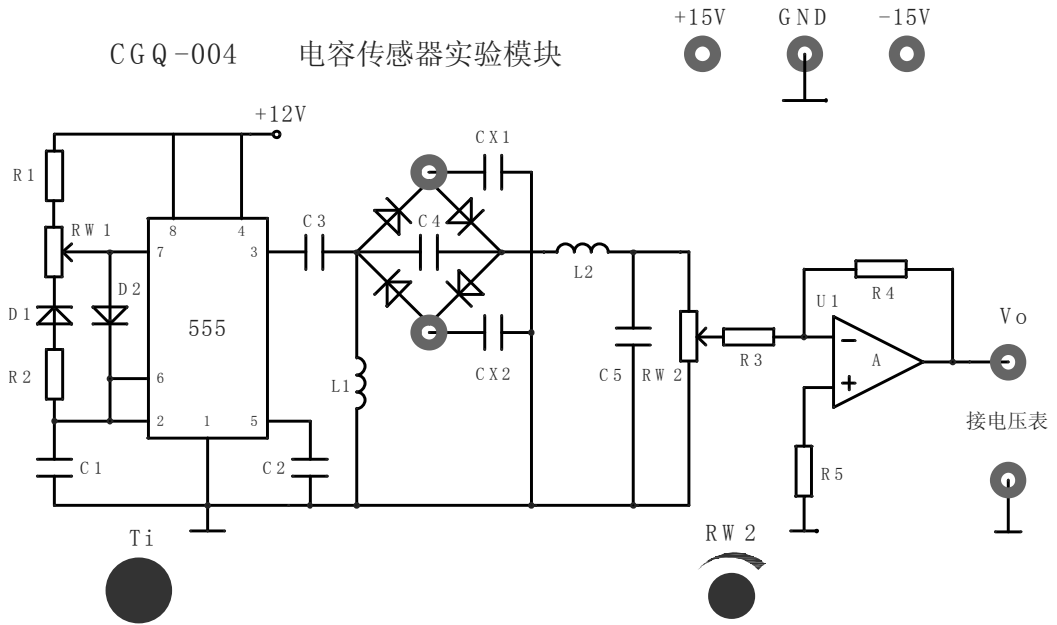 +15V GND -15V
CGQ-004 电容传感器实验模块
+12V
CX1
R1
RW1
C3
C4
8 4
7 3
L2
D1
D2
U1
R4
Vo
555
R3
A
R2
6
L1
CX2
C5
RW2
2 1 5
接电压表
C1
C2
R5
Ti
RW2